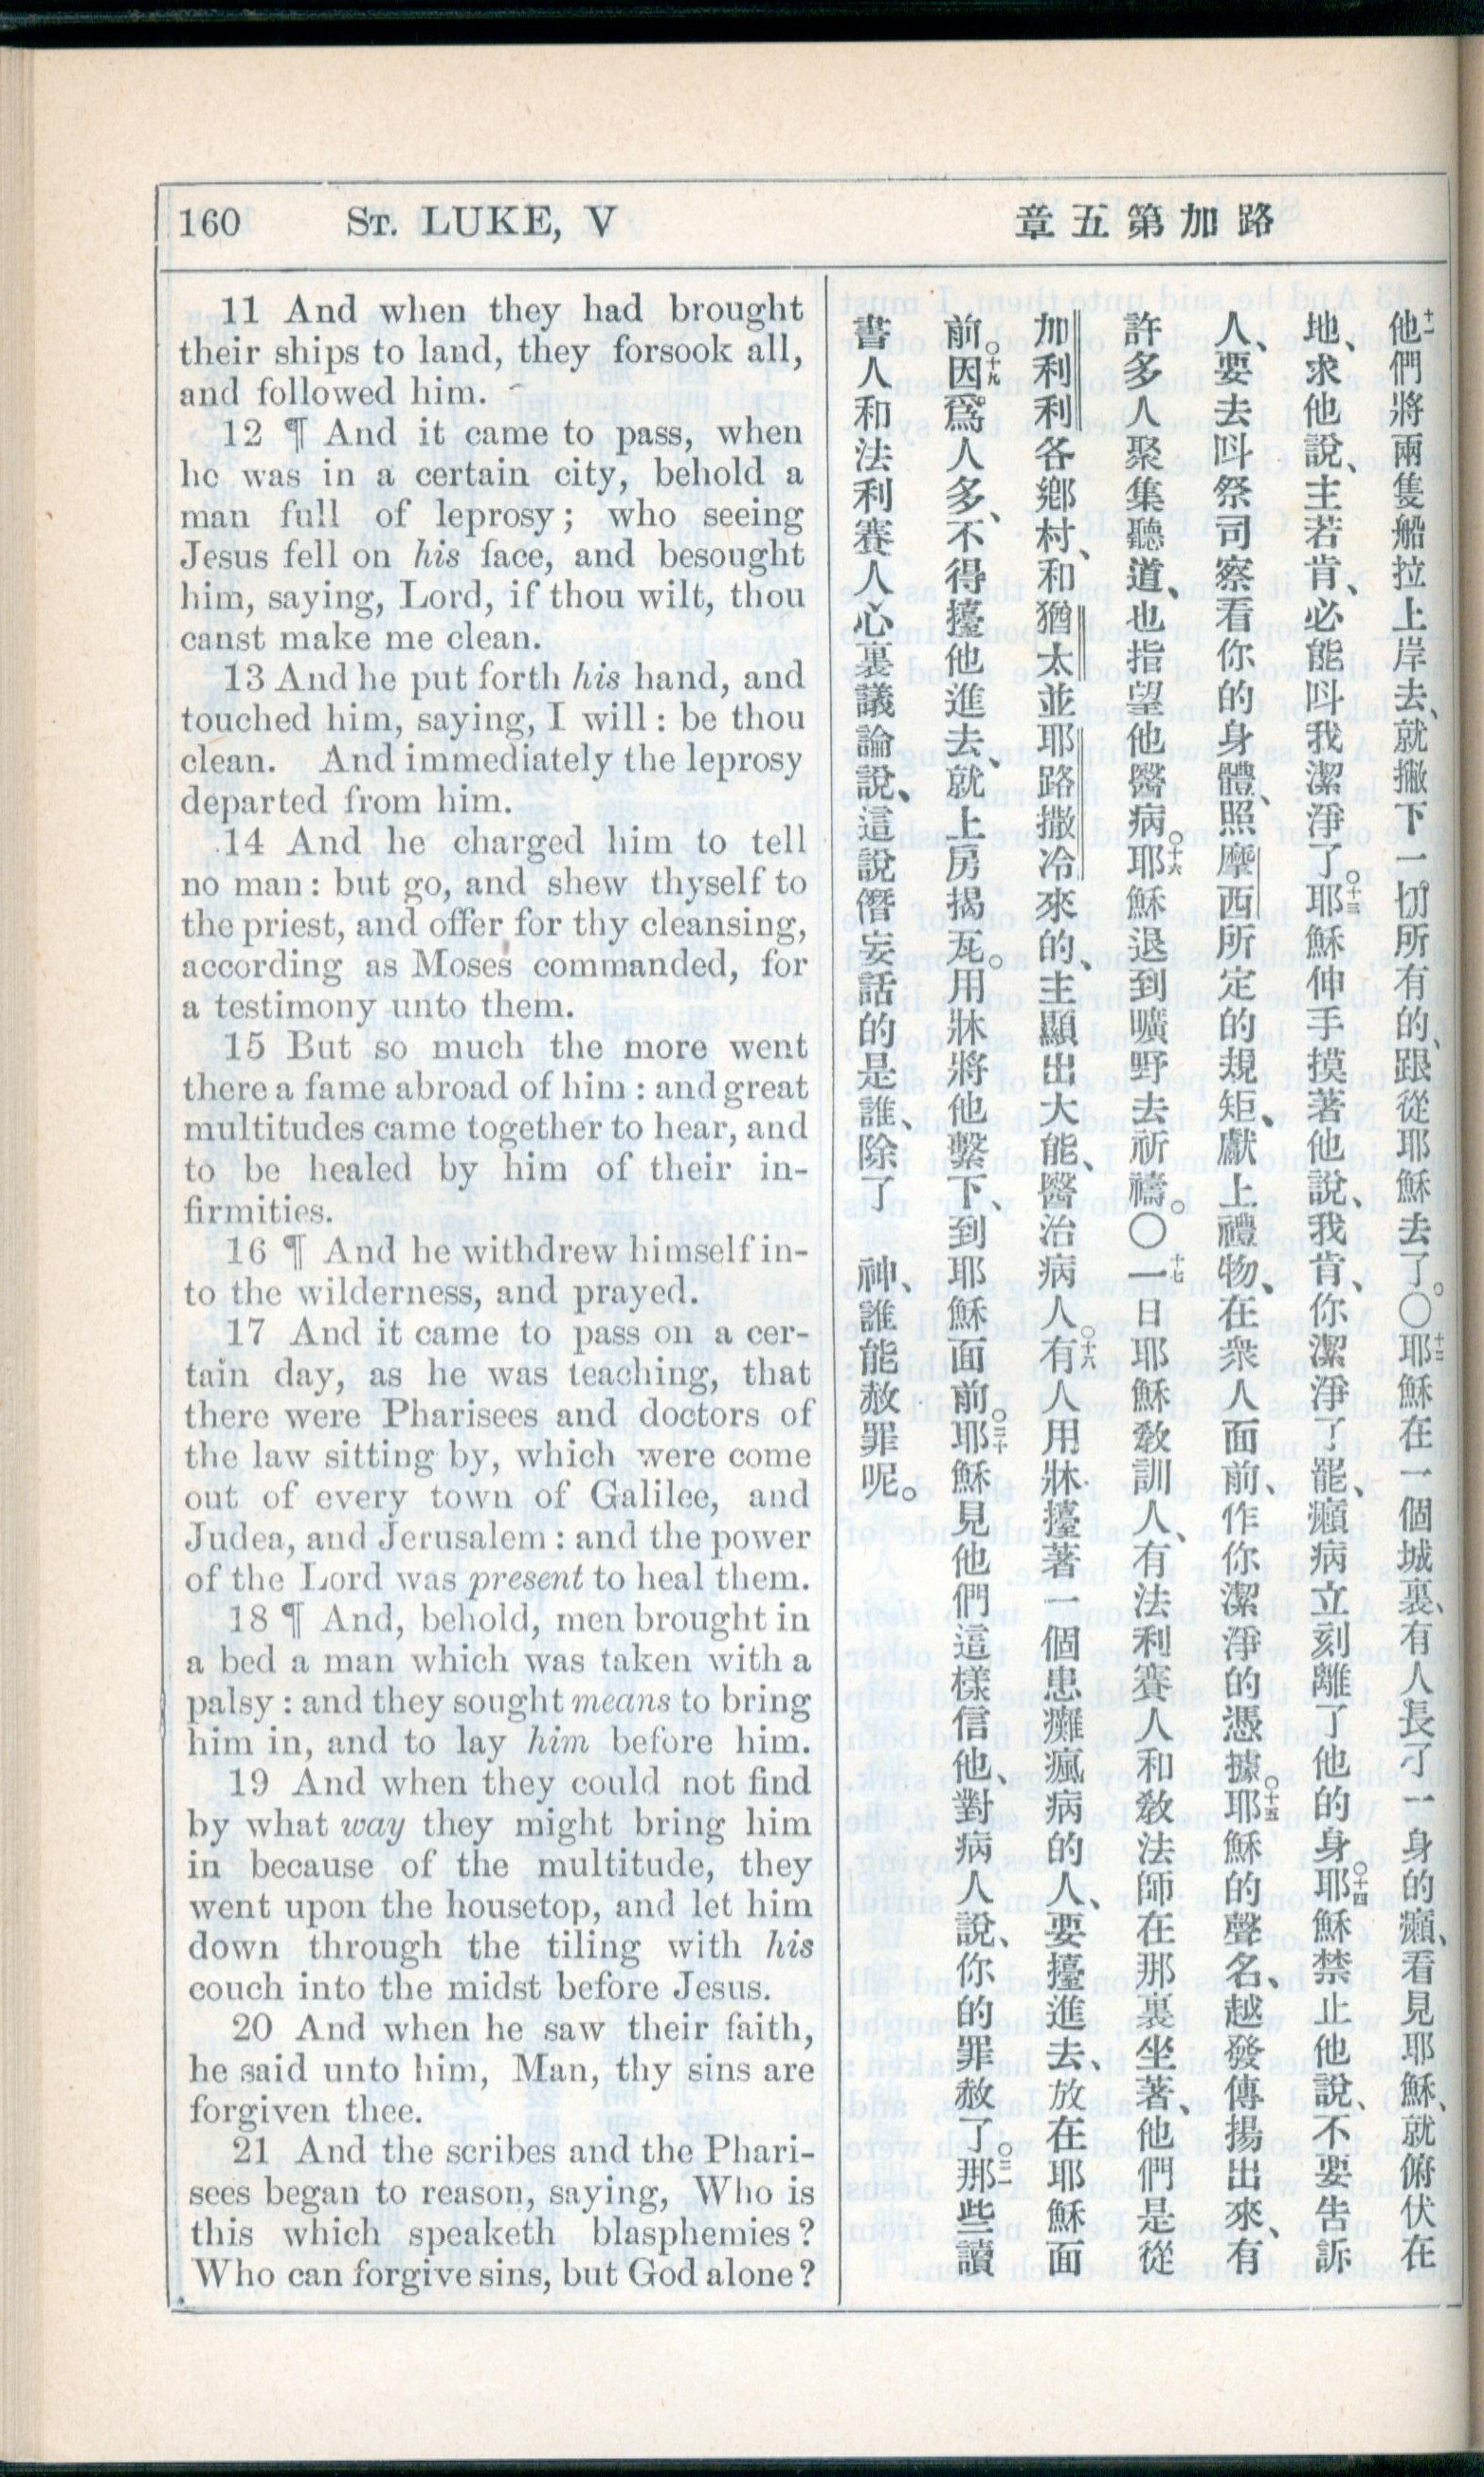 160 ST. LUKE, V
章五第加路
11 And when they had brought
their ships to land, they forsook all,
and followed him.
12 ¶ And it came to pass, when
he was in a certain city, behold a
man full of leprosy; who seeing
Jesus fell on his face, and besought
him, saying, Lord, if thou wilt, thou
canst make me clean.
13 And he put forth his hand, and
touched him, saying, I will: be thou
clean. And immediately the leprosy
departed from him.
14 And he charged him to tell
no man: but go, and shew thyself to
the priest, and offer for thy cleansing,
according as Moses commanded, for
a testimony unto them.
15 But so much the more went
there a fame abroad of him: and great
multitudes came together to hear, and
to be healed by him of their in-
firmities.
16 ¶ And he withdrew himself in-
to the wilderness, and prayed.
17 And it came to pass on a cer-
tain day, as he was teaching, that
there were Pharisees and doctors of
the law sitting by, which were come
out of every town of Galilee, and
Judea, and Jerusalem: and the power
of the Lord was present to heal them.
18 ¶ And, behold, men brought in
a bed a man which was taken with a
palsy: and they sought means to bring
him in, and to lay him before him.
19 And when they could not find
by what way they might bring him
in because of the multitude, they
went upon the housetop, and let him
down through the tiling with his
couch into the midst before Jesus.
20 And when he saw their faith,
he said unto him, Man, thy sins are
forgiven thee.
21 And the scribes and the Phari-
sees began to reason, saying, Who is
this which speaketh blasphemies?
Who can forgive sins, but God alone?
十一他們將兩隻船拉上岸去、就撇下一切所有的、跟從耶穌去了。〇十二耶穌在一個城裏、有人長了一身的癩、看見耶穌、就俯伏在
地、求他說、主若肯、必能呌我潔淨了。十三耶穌伸手摸著他說、我肯、你潔淨了罷、癩病立刻離了他的身。十四耶穌禁止他說、不要告訴
人、要去呌祭司察看你的身體、照摩西所定的規矩、獻上禮物、在衆人面前、作你潔淨的憑據。十五耶穌的聲名、越發傳揚出來、有
許多人聚集聽道、也指望他醫病。十六耶穌退到曠野去祈禱。〇十七一日耶穌敎訓人、有法利賽人和敎法師在那裏坐著、他們是從
加利利各鄕村、和猶太並耶路撒冷來的、主顯出大能、醫治病人。十八有人用牀擡著一個患癱瘋病的人、要擡進去、放在耶穌面
前。十九因爲人多、不得擡他進去、就上房揭瓦。用牀將他繫下、到耶穌面前。二十耶穌見他們這樣信他、對病人說、你的罪赦了。二一那些讀
書人和法利賽人心裏議論說、這說僭妄話的是誰、除了 神、誰能赦罪呢。